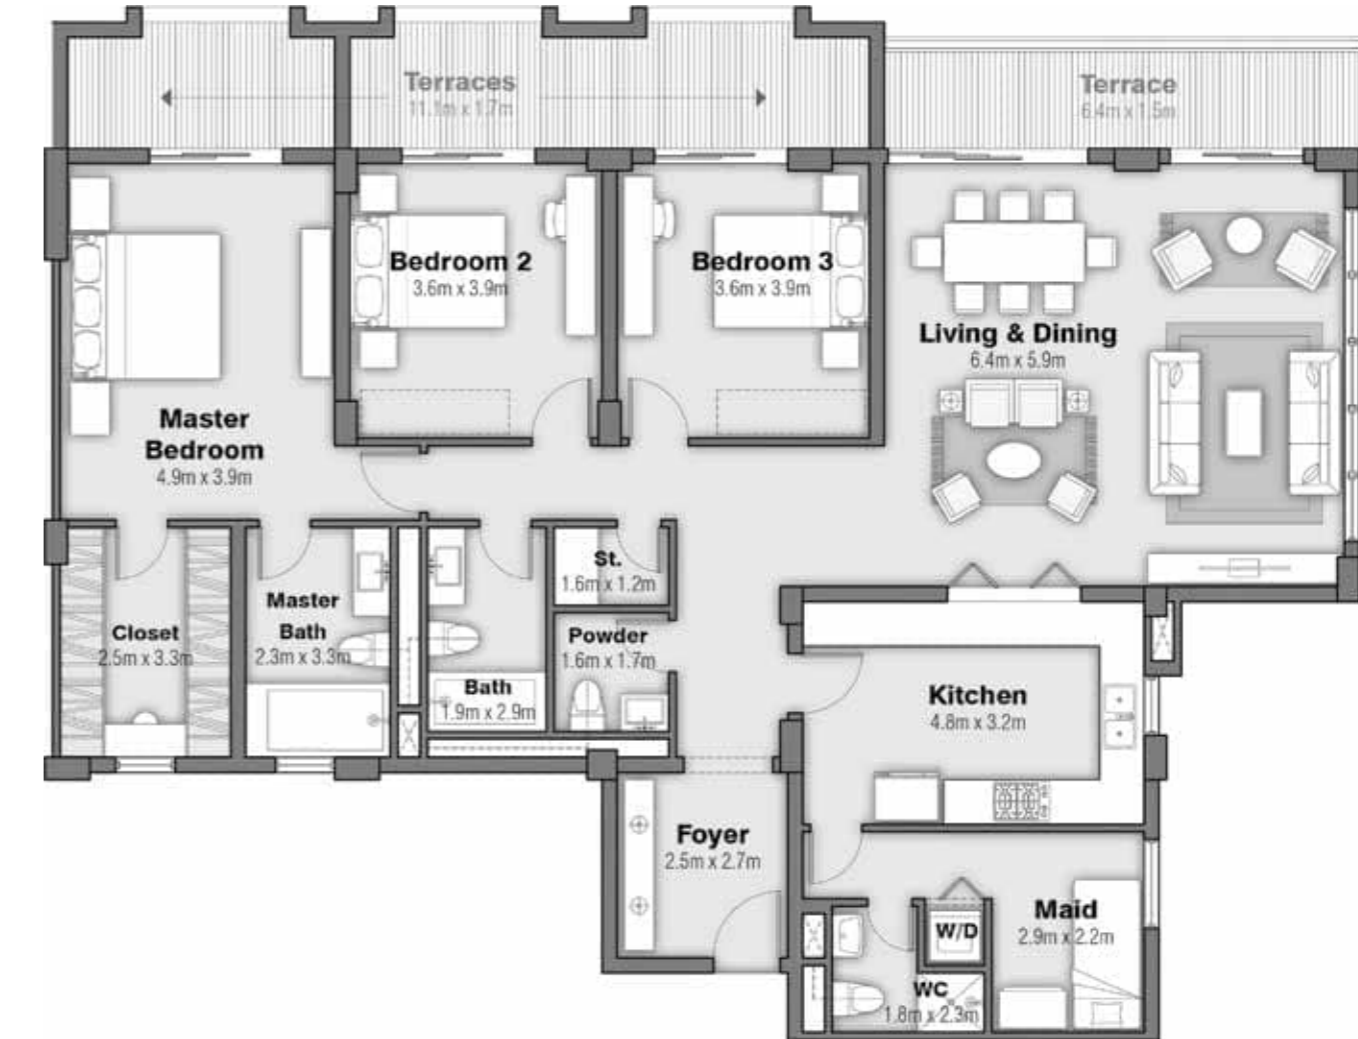 Terraces
11.1m x 1.7m
Terrace
6.4m x 1.5m
Bedroom 2
3.6m x 3.9m
Bedroom 3
3.6m x 3.9m
Living & Dining
6.4m x 5.9m
Master
Bedroom
4.9m x 3.9m
St.
1.6m x 1.2m
Master
Bath
2.3m x 3.3m
Closet
2.5m x 3.3m
Powder
1.6m x 1.7m
Bath
1.9m x 2.9m
Kitchen
4.8m x 3.2m
Foyer
2.5m x 2.7m
Maid
2.9m x 2.2m
W/D
WC
1.8m x 2.3m